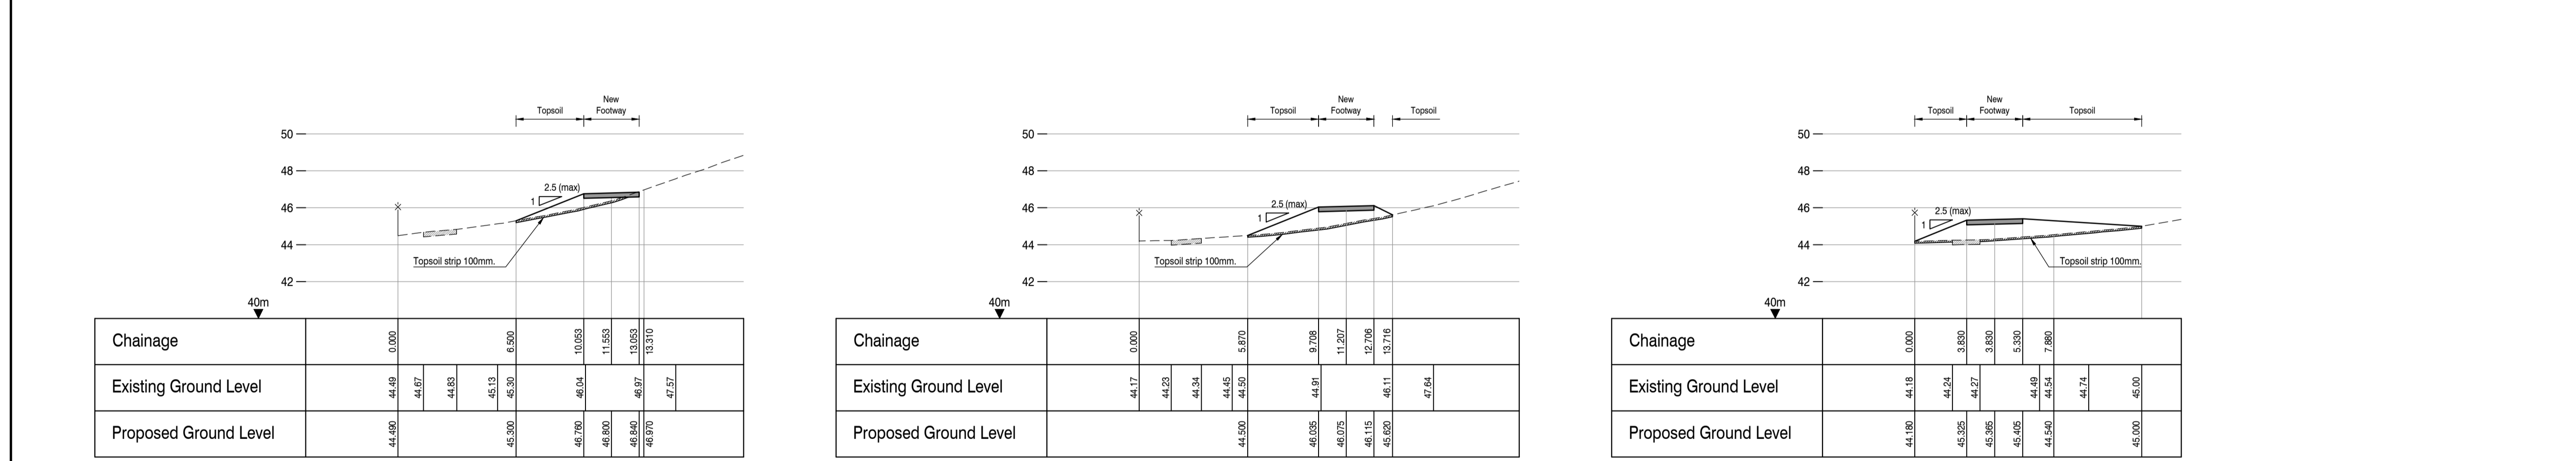 New
Topsoil Footway
50
48
2.5 (max)
1
46
44
Topsoil strip 100mm.
42
40m
Chainage 0.000 6.500 10.053 11.553 13.053 13.310
Existing Ground Level 44.49 44.67 44.83 45.13 45.30 46.04 46.97 47.57
Proposed Ground Level 44.490 45.300 46.760 46.800 46.840 46.970
New
Topsoil Footway Topsoil
50
48
2.5 (max)
1
46
44
Topsoil strip 100mm.
42
40m
Chainage 0.000 5.870 9.708 11.207 12.706 13.716
Existing Ground Level 44.17 44.23 44.34 44.45 44.50 44.91 46.11 47.64
Proposed Ground Level 44.500 46.035 46.075 46.115 45.620
New
Topsoil Footway Topsoil
50
48
2.5 (max)
1
46
44
Topsoil strip 100mm.
42
40m
Chainage 0.000 3.830 3.830 5.330 7.880
Existing Ground Level 44.18 44.24 44.27 44.49 44.54 44.74 45.00
Proposed Ground Level 44.180 45.325 45.365 45.405 44.540 45.000